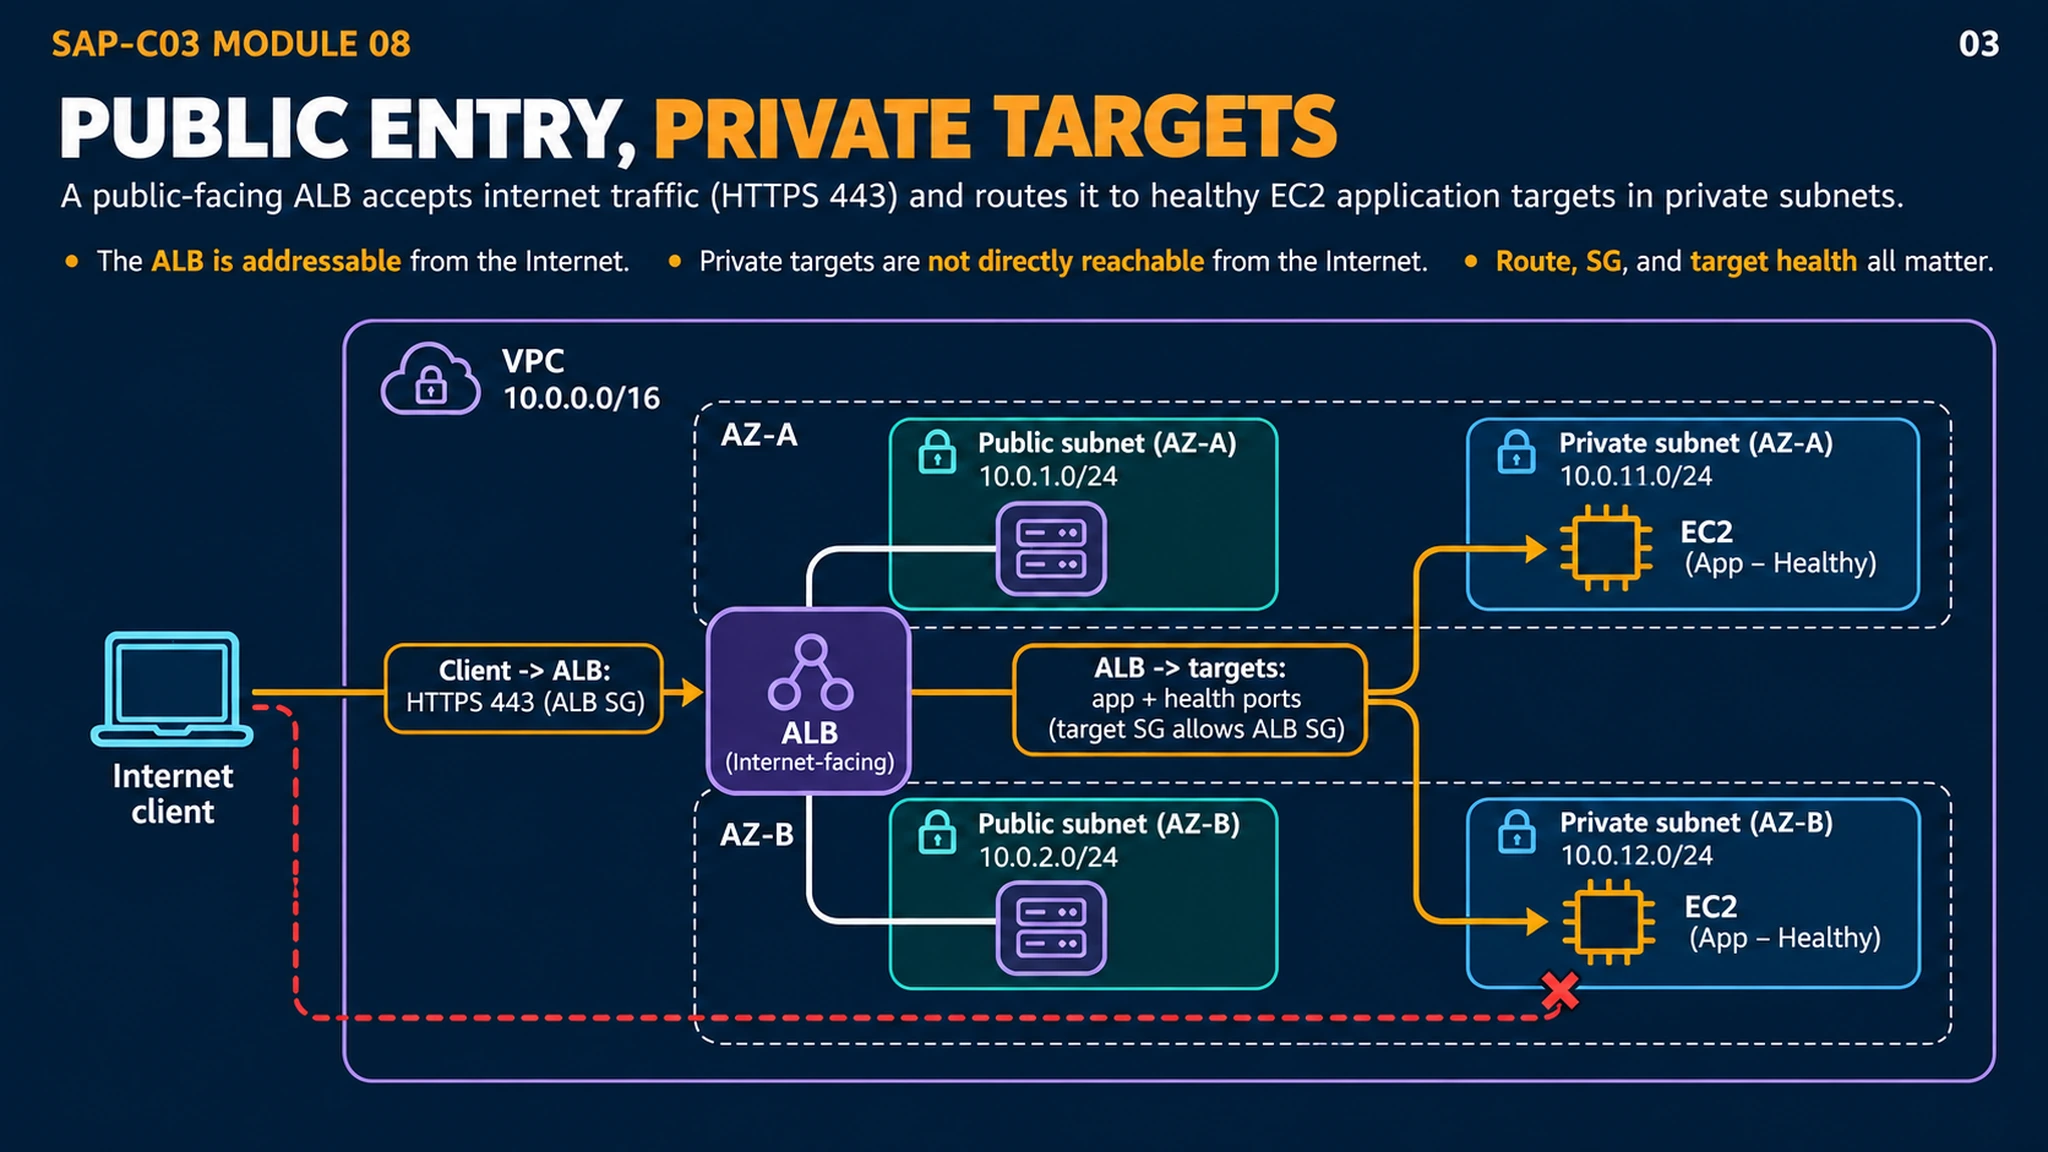 SAP-C03 MODULE 08
03
PUBLIC ENTRY, PRIVATE TARGETS
A public-facing ALB accepts internet traffic (HTTPS 443) and routes it to healthy EC2 application targets in private subnets.
• The ALB is addressable from the Internet.
• Private targets are not directly reachable from the Internet.
• Route, SG, and target health all matter.
VPC
10.0.0.0/16
AZ-A
Public subnet (AZ-A)
10.0.1.0/24
Private subnet (AZ-A)
10.0.11.0/24
EC2
(App – Healthy)
Internet
client
Client -> ALB:
HTTPS 443 (ALB SG)
ALB
(Internet-facing)
ALB -> targets:
app + health ports
(target SG allows ALB SG)
AZ-B
Public subnet (AZ-B)
10.0.2.0/24
Private subnet (AZ-B)
10.0.12.0/24
EC2
(App – Healthy)